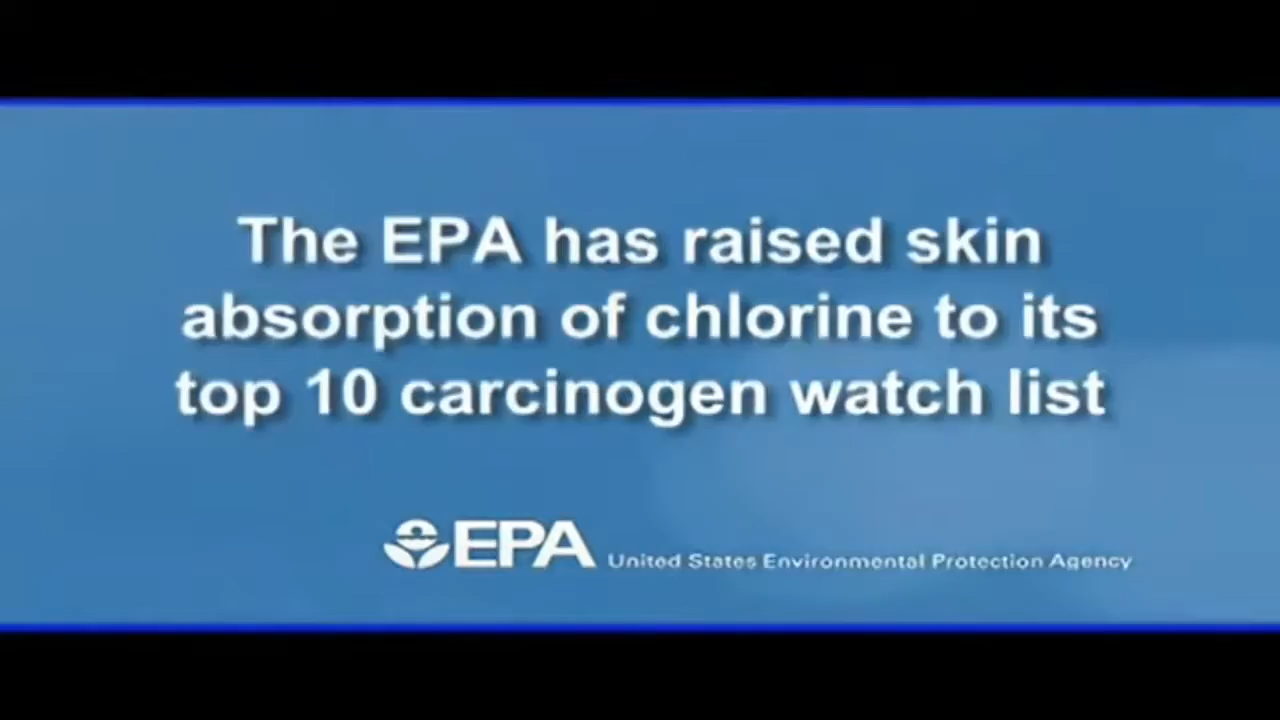 The EPA has raised skin
absorption of chlorine to its
top 10 carcinogen watch list
EPA United States Environmental Protection Agency